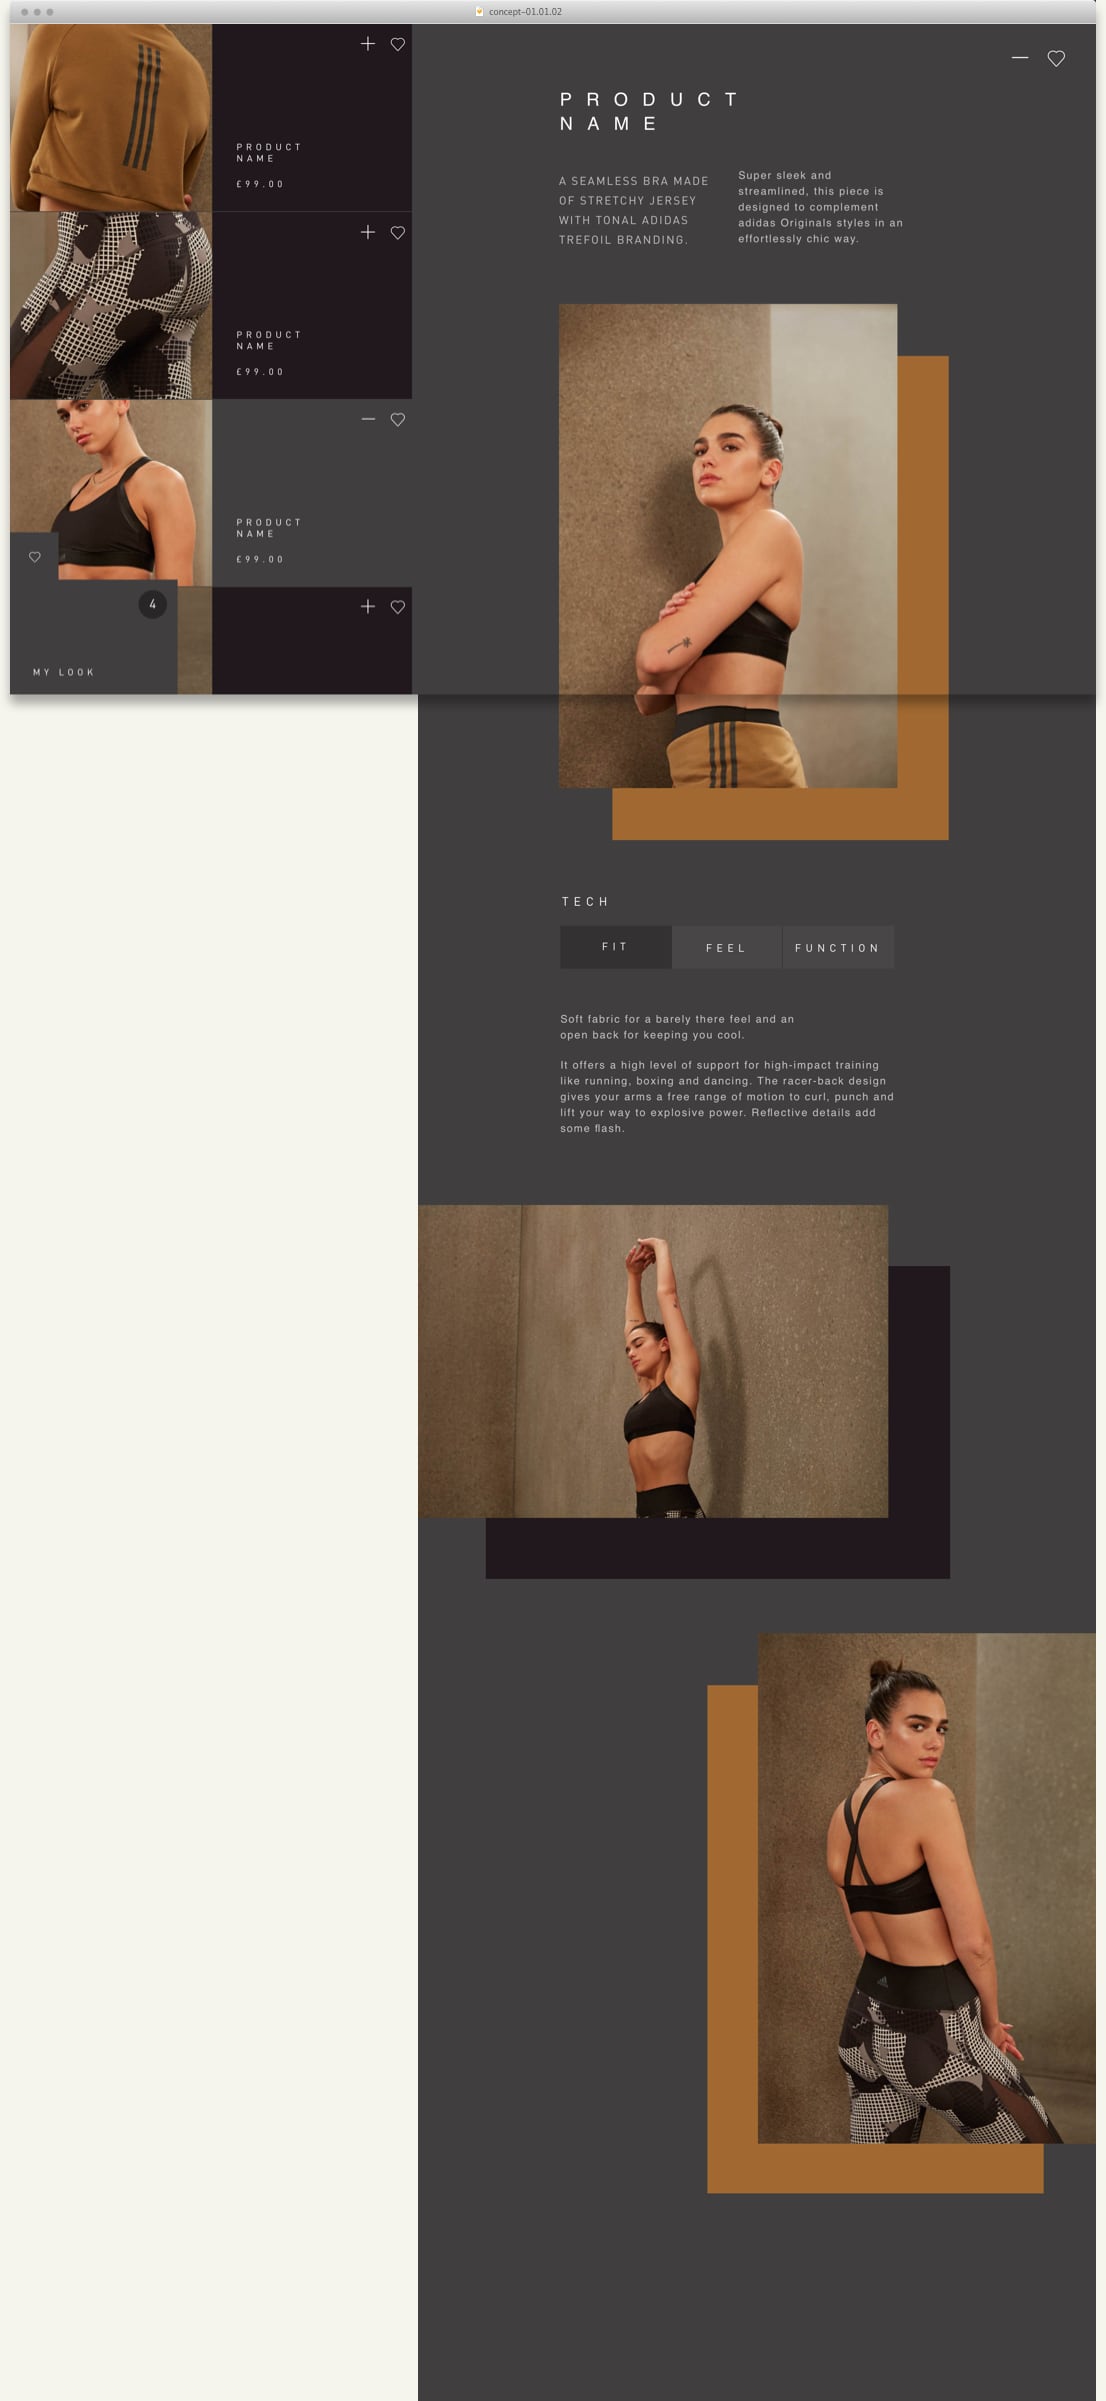 concept–01.01.02
PRODUCT
NAME
£99.00
PRODUCT
NAME
£99.00
PRODUCT
NAME
£99.00
4
MY LOOK
PRODUCT
NAME
A SEAMLESS BRA MADE
OF STRETCHY JERSEY
WITH TONAL ADIDAS
TREFOIL BRANDING.
Super sleek and
streamlined, this piece is
designed to complement
adidas Originals styles in an
effortlessly chic way.
TECH
FIT
FEEL
FUNCTION
Soft fabric for a barely there feel and an
open back for keeping you cool.
It offers a high level of support for high-impact training
like running, boxing and dancing. The racer-back design
gives your arms a free range of motion to curl, punch and
lift your way to explosive power. Reflective details add
some flash.